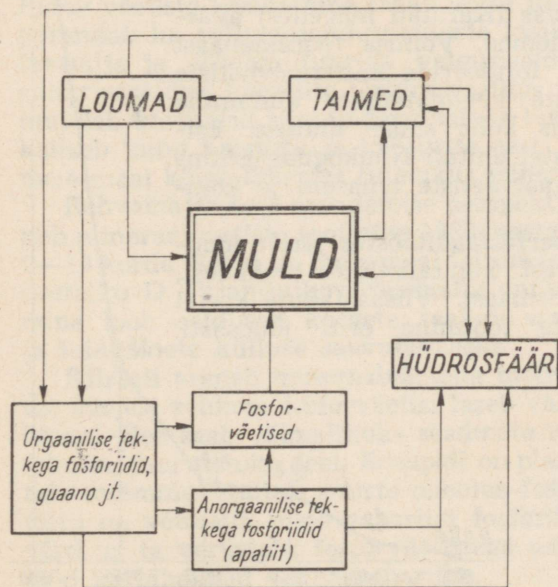 LOOMAD
TAIMED
MULD
HÜDROSFÄÄR
Orgaanilise tek-
kega fosforiidid,
guaano jt.
Fosfor-
väetised
Anorgaanilise tek-
kega fosforiidid
(apatiit)